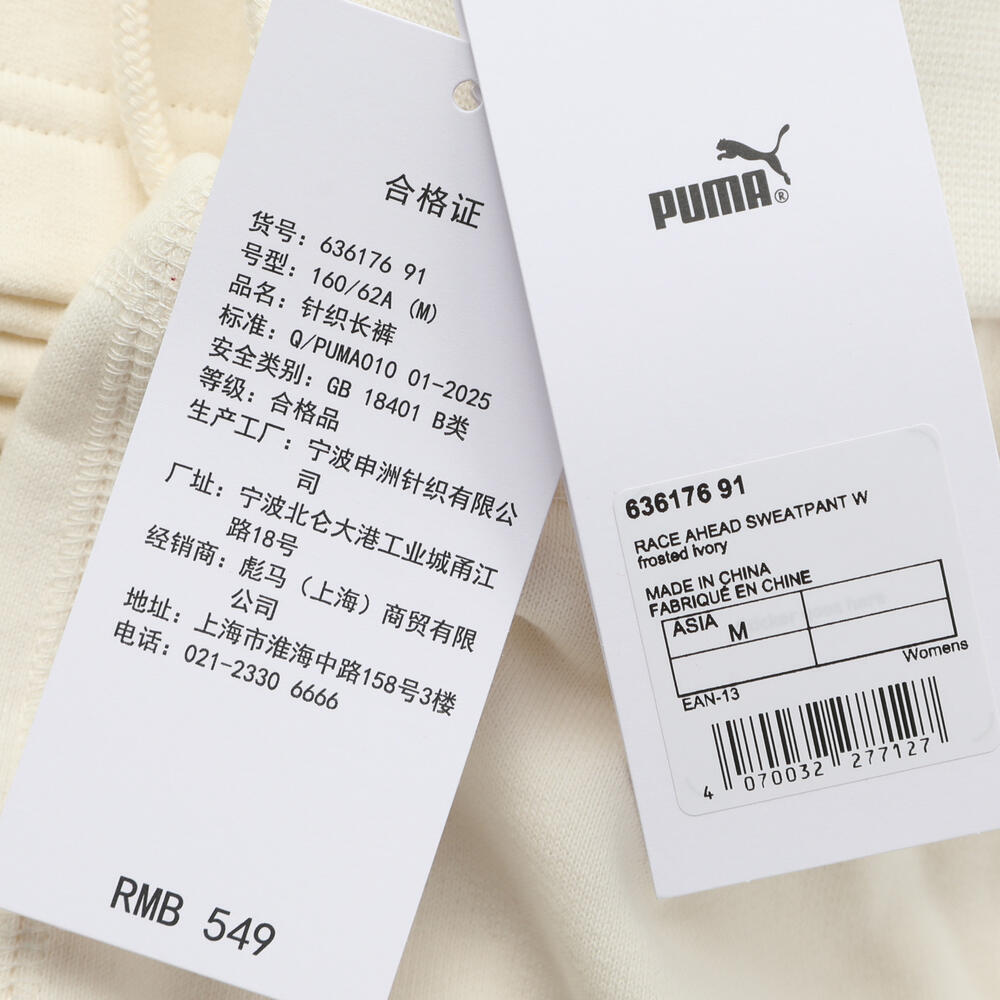 合格证
货号：636176 91
号型：160/62A (M)
品名：针织长裤
标准：Q/PUMA010 01-2025
安全类别：GB 18401 B类
等级：合格品
生产工厂：宁波申洲针织有限公
司
厂址：宁波北仑大港工业城甬江
路18号
经销商：彪马（上海）商贸有限
公司
地址：上海市淮海中路158号3楼
电话：021-2330 6666
RMB 549
PUMA®
636176 91
RACE AHEAD SWEATPANT W
frosted ivory
MADE IN CHINA
FABRIQUÉ EN CHINE
ASIA M
Womens
EAN-13
4 070032 277127